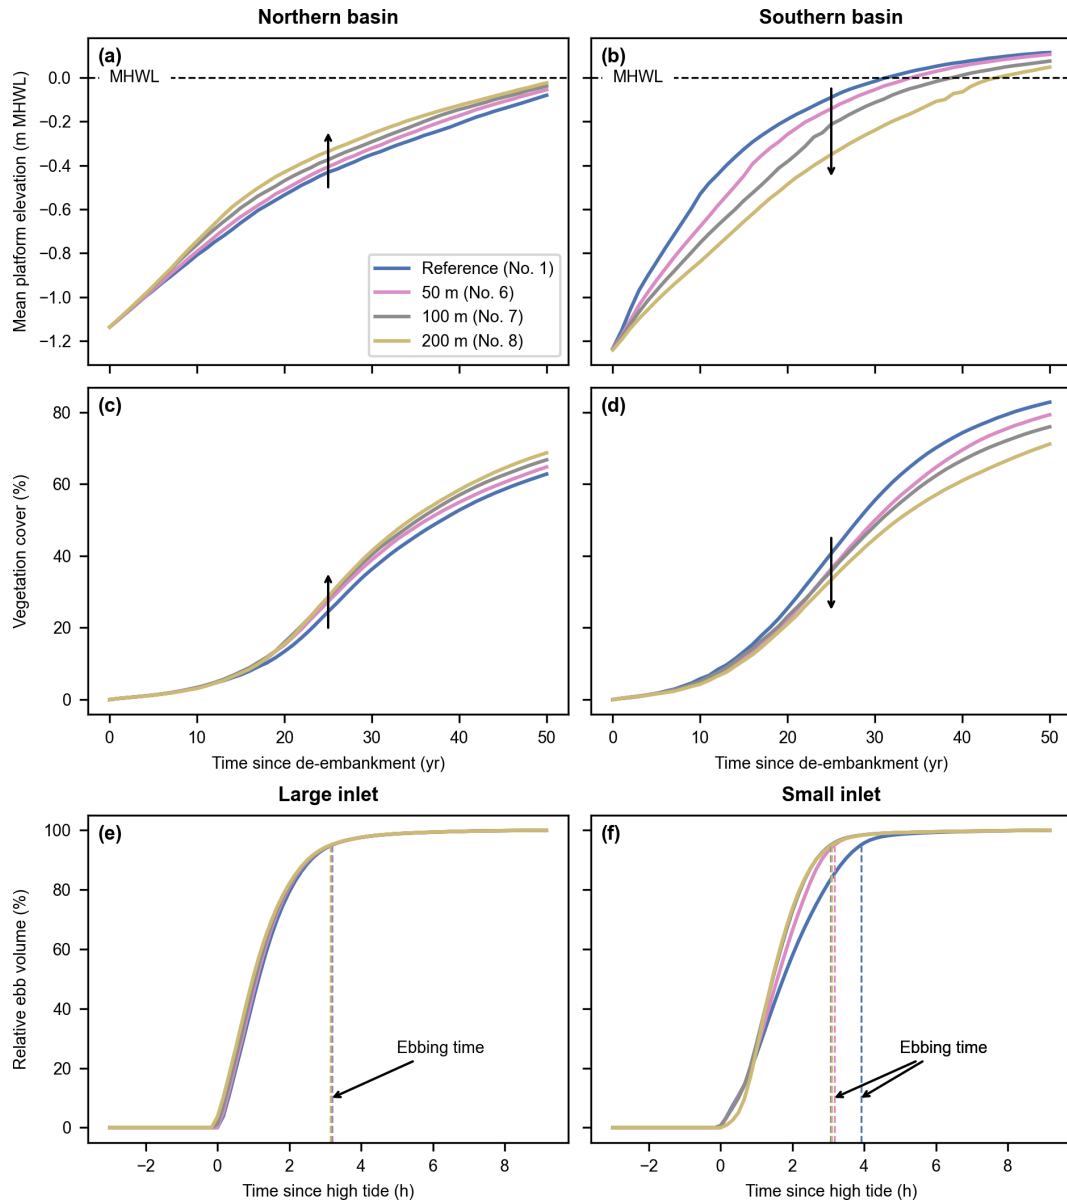 Northern basin
Southern basin
(a)
MHWL
(b)
MHWL
Mean platform elevation (m MHWL)
0.0
−0.2
−0.4
−0.6
−0.8
−1.0
−1.2
Reference (No. 1)
50 m (No. 6)
100 m (No. 7)
200 m (No. 8)
(c)
(d)
Vegetation cover (%)
80
60
40
20
0
0 10 20 30 40 50
0 10 20 30 40 50
Time since de-embankment (yr)
Time since de-embankment (yr)
Large inlet
Small inlet
(e)
(f)
Relative ebb volume (%)
100
80
60
40
20
0
Ebbing time
Ebbing time
−2 0 2 4 6 8
−2 0 2 4 6 8
Time since high tide (h)
Time since high tide (h)